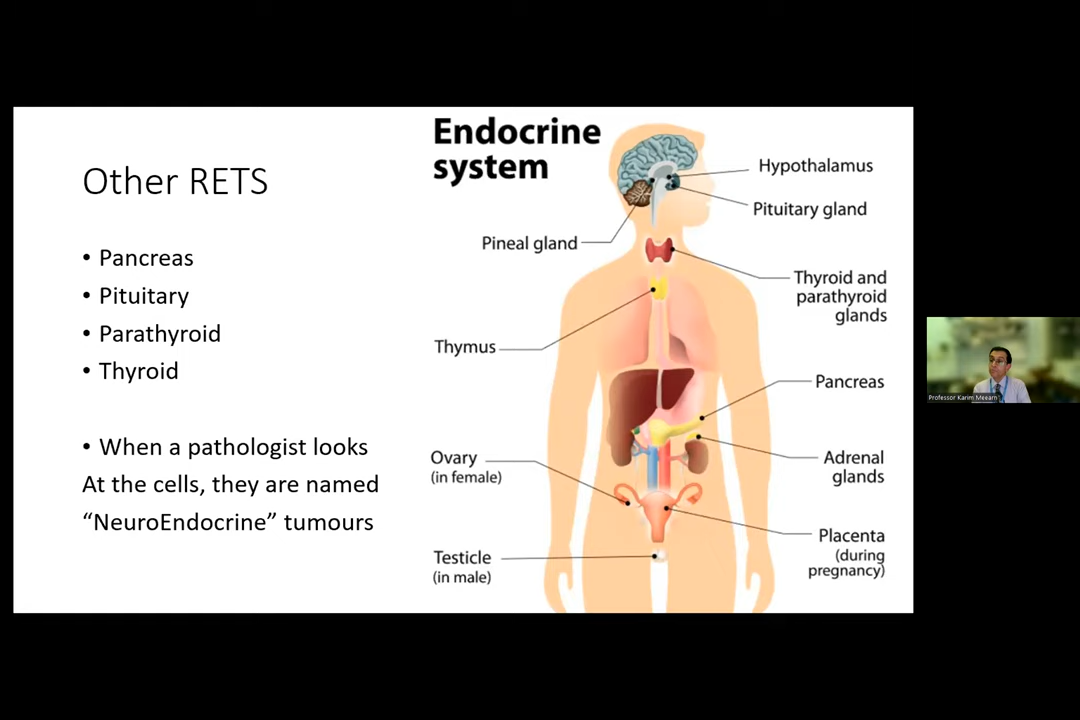 Other RETS
• Pancreas
• Pituitary
• Parathyroid
• Thyroid
• When a pathologist looks
At the cells, they are named
“NeuroEndocrine” tumours
Endocrine
system
Hypothalamus
Pituitary gland
Pineal gland
Thyroid and
parathyroid
glands
Thymus
Pancreas
Ovary
(in female)
Adrenal
glands
Placenta
(during
pregnancy)
Testicle
(in male)
Professor Karim Meeran